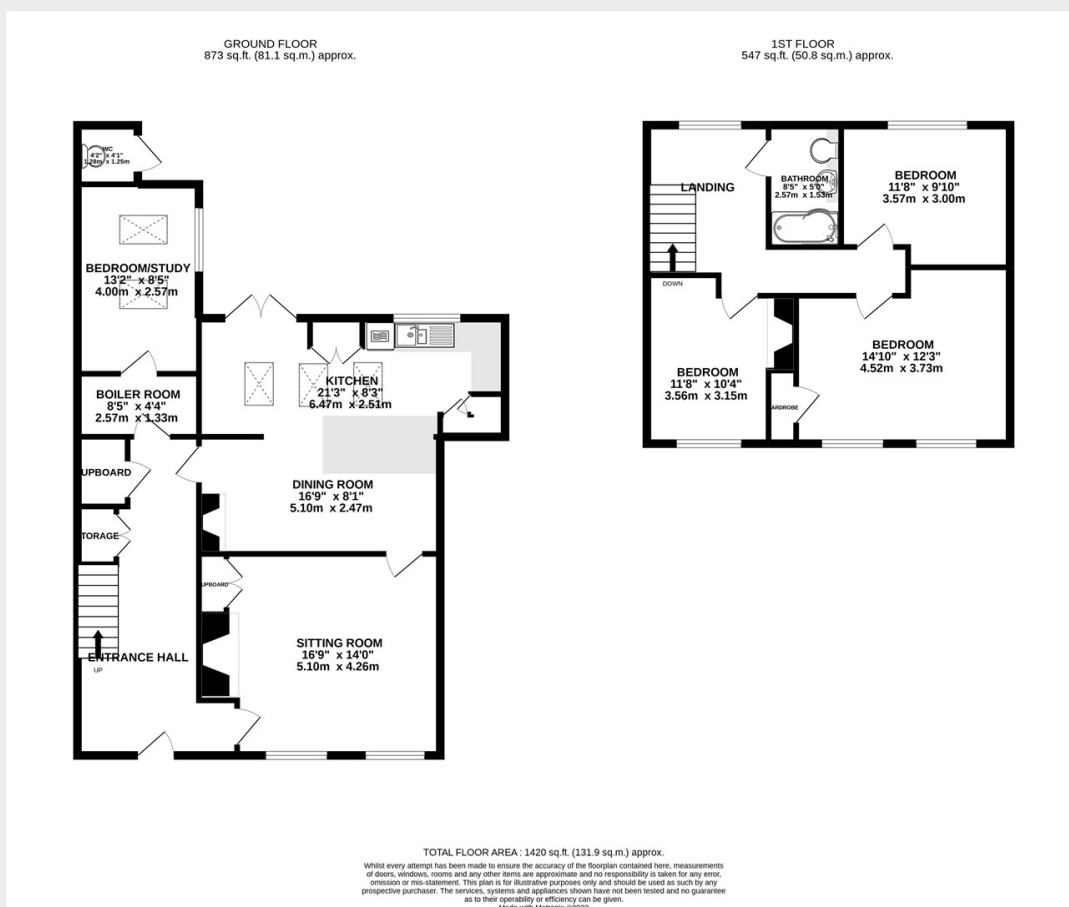 GROUND FLOOR
873 sq.ft. (81.1 sq.m.) approx.
1ST FLOOR
547 sq.ft. (50.8 sq.m.) approx.
WC
4'2" x 4'1"
1.28m x 1.25m
BEDROOM/STUDY
13'2" x 8'5"
4.00m x 2.57m
BOILER ROOM
8'5" x 4'4"
2.57m x 1.33m
KITCHEN
21'3" x 8'3"
6.47m x 2.51m
UPBOARD
DINING ROOM
16'9" x 8'1"
5.10m x 2.47m
TORAGE
UPBOARD
SITTING ROOM
16'9" x 14'0"
5.10m x 4.26m
ENTRANCE HALL
UP
LANDING
BATHROOM
8'5" x 5'0"
2.57m x 1.53m
BEDROOM
11'8" x 9'10"
3.57m x 3.00m
DOWN
BEDROOM
11'8" x 10'4"
3.56m x 3.15m
BEDROOM
14'10" x 12'3"
4.52m x 3.73m
ARDROBE
TOTAL FLOOR AREA : 1420 sq.ft. (131.9 sq.m.) approx.
Whilst every attempt has been made to ensure the accuracy of the floorplan contained here, measurements
of doors, windows, rooms and any other items are approximate and no responsibility is taken for any error,
omission or mis-statement. This plan is for illustrative purposes only and should be used as such by any
prospective purchaser. The services, systems and appliances shown have not been tested and no guarantee
as to their operability or efficiency can be given.
Made with Metropix ©2022